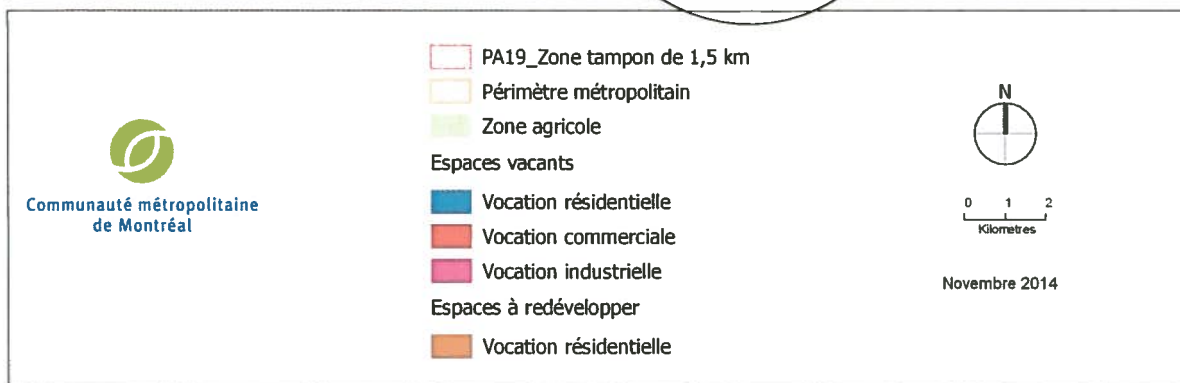 Communauté métropolitaine
de Montréal
PA19_Zone tampon de 1,5 km
Périmètre métropolitain
Zone agricole
Espaces vacants
Vocation résidentielle
Vocation commerciale
Vocation industrielle
Espaces à redévelopper
Vocation résidentielle
N
0 1 2
Kilometres
Novembre 2014